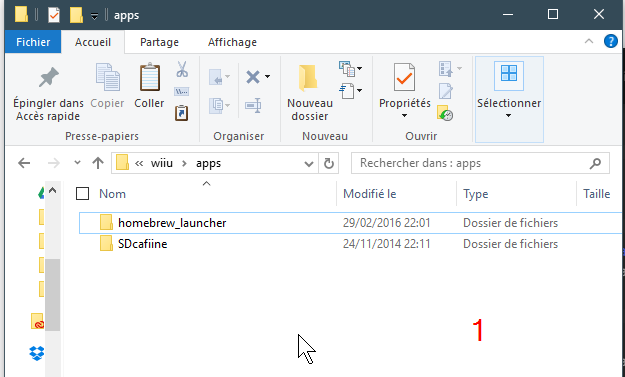 apps
Fichier Accueil Partage Affichage
Épingler dans Accès rapide
Copier
Coller
Presse-papiers
Organiser
Nouveau dossier
Nouveau
Propriétés
Ouvrir
Sélectionner
« wiiu > apps
Rechercher dans : apps
Nom Modifié le Type Taille
homebrew_launcher 29/02/2016 22:01 Dossier de fichiers
SDcafiine 24/11/2014 22:11 Dossier de fichiers
1